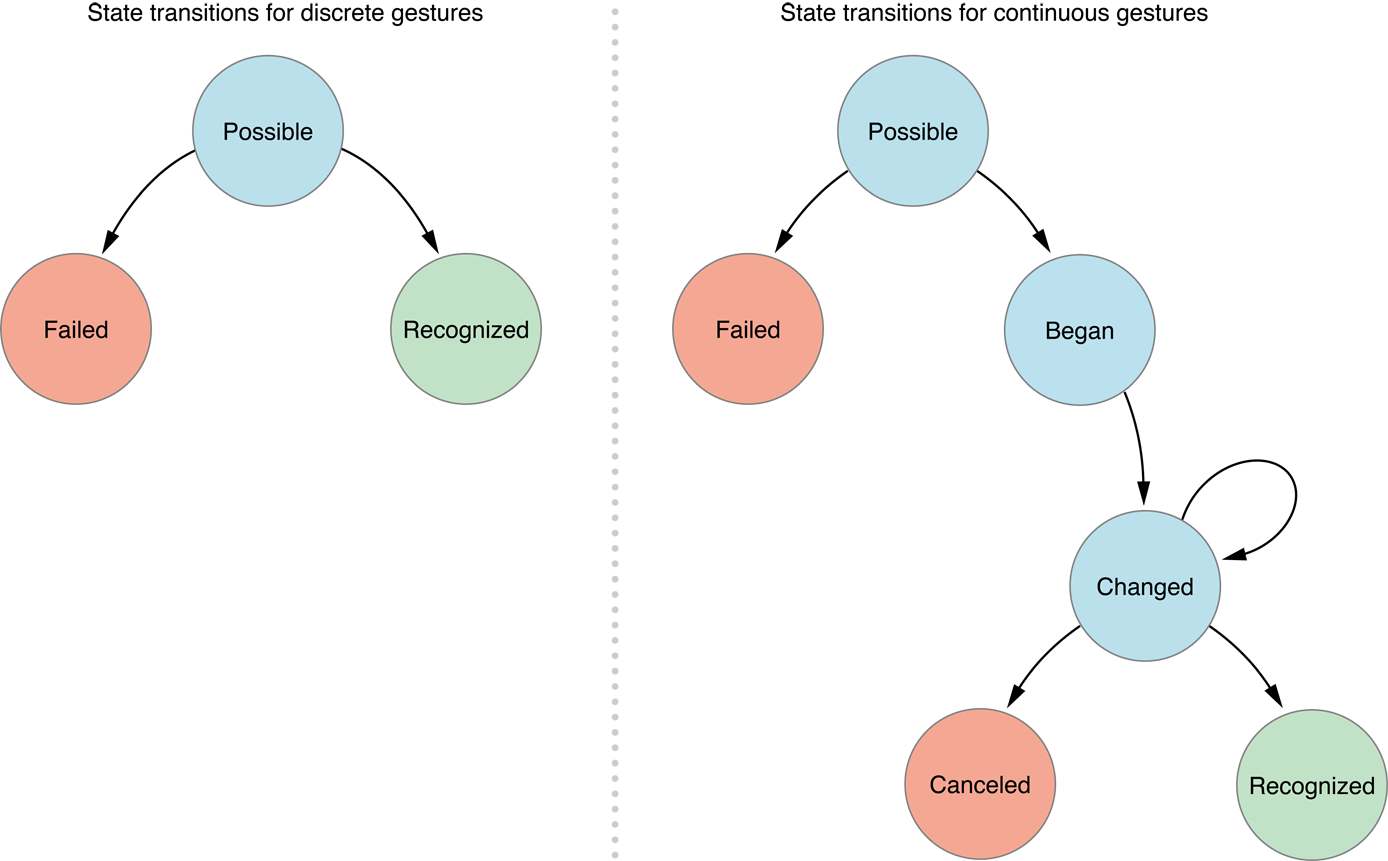 State transitions for discrete gestures
Possible
Failed
Recognized
State transitions for continuous gestures
Possible
Failed
Began
Changed
Canceled
Recognized